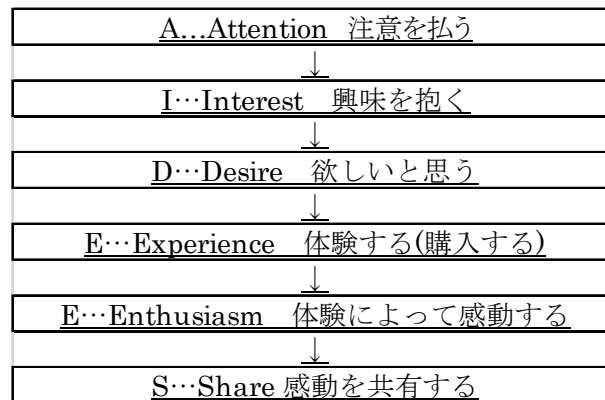 A...Attention 注意を払う
↓
I…Interest 興味を抱く
↓
D…Desire 欲しいと思う
↓
E…Experience 体験する(購入する)
↓
E…Enthusiasm 体験によって感動する
↓
S…Share 感動を共有する